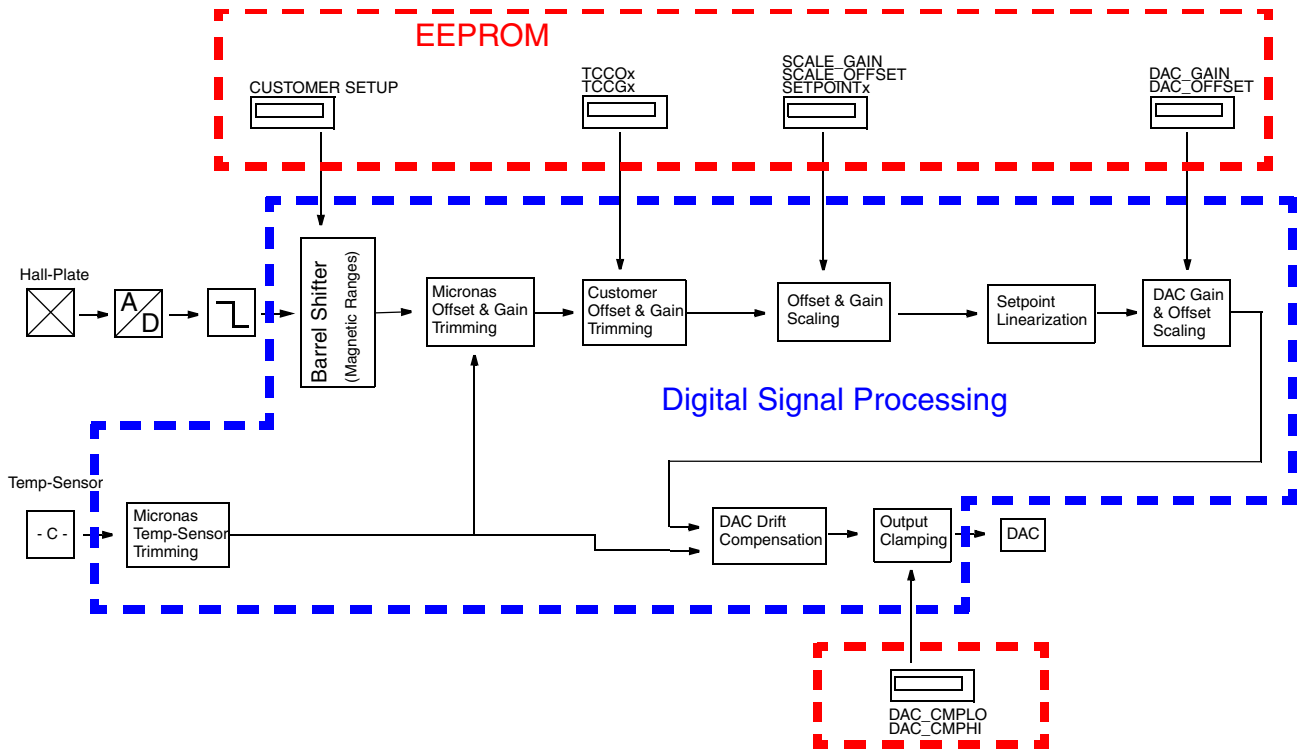 EEPROM
CUSTOMER SETUP
TCCOx
TCCGx
SCALE_GAIN
SCALE_OFFSET
SETPOINTx
DAC_GAIN
DAC_OFFSET
Hall-Plate
A
D
Barrel Shifter
(Magnetic Ranges)
Micronas
Offset & Gain
Trimming
Customer
Offset & Gain
Trimming
Offset & Gain
Scaling
Setpoint
Linearization
DAC Gain
& Offset
Scaling
Digital Signal Processing
Temp-Sensor
- C -
Micronas
Temp-Sensor
Trimming
DAC Drift
Compensation
Output
Clamping
DAC
DAC_CMPLO
DAC_CMPHI